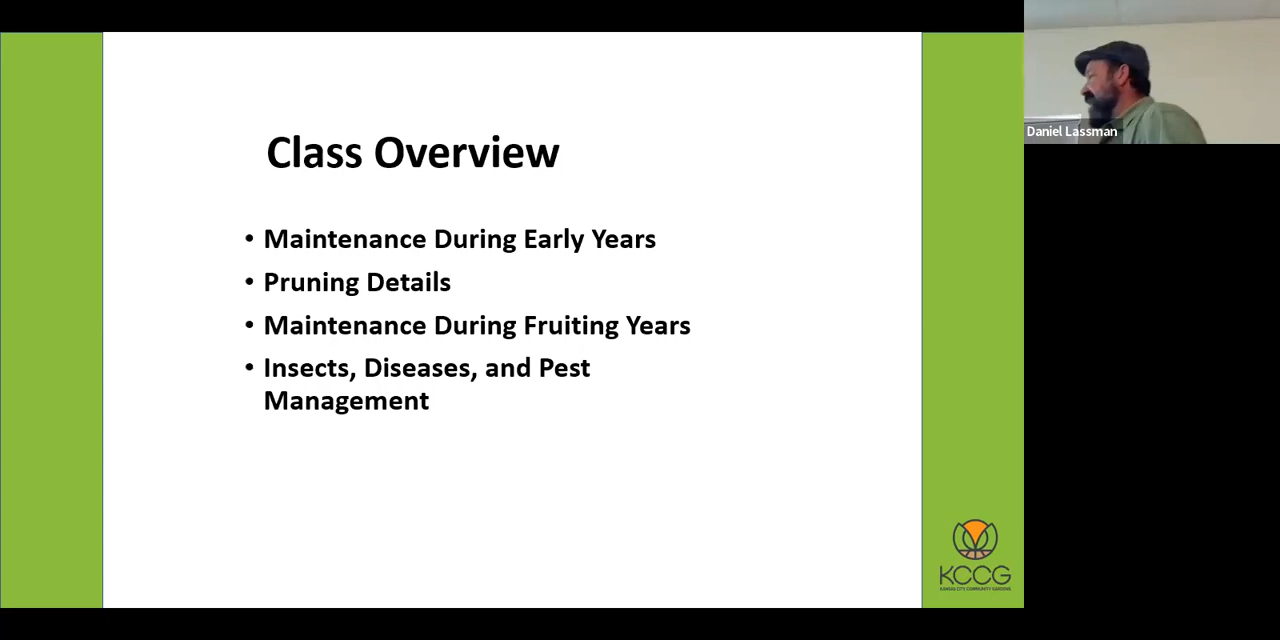 Class Overview
• Maintenance During Early Years
• Pruning Details
• Maintenance During Fruiting Years
• Insects, Diseases, and Pest
Management
Daniel Lassman
KCCG
KANSAS CITY COMMUNITY GARDENS